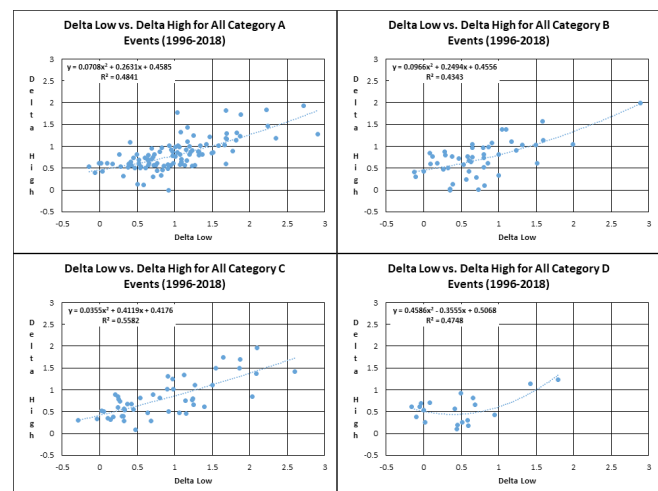 Delta Low vs. Delta High for All Category A
Events (1996-2018)
y = 0.0708x² + 0.2631x + 0.4585
R² = 0.4841
Delta High
3
2.5
2
1.5
1
0.5
0
-0.5
-0.5 0 0.5 1 1.5 2 2.5 3
Delta Low
Delta Low vs. Delta High for All Category B
Events (1996-2018)
y = 0.0966x² + 0.2494x + 0.4556
R² = 0.4343
Delta High
3
2.5
2
1.5
1
0.5
0
-0.5
-0.5 0 0.5 1 1.5 2 2.5 3
Delta Low
Delta Low vs. Delta High for All Category C
Events (1996-2018)
y = 0.0355x² + 0.4119x + 0.4176
R² = 0.5582
Delta High
3
2.5
2
1.5
1
0.5
0
-0.5
-0.5 0 0.5 1 1.5 2 2.5 3
Delta Low
Delta Low vs. Delta High for All Category D
Events (1996-2018)
y = 0.4586x² - 0.3555x + 0.5068
R² = 0.4748
Delta High
3
2.5
2
1.5
1
0.5
0
-0.5
-0.5 0 0.5 1 1.5 2 2.5 3
Delta Low